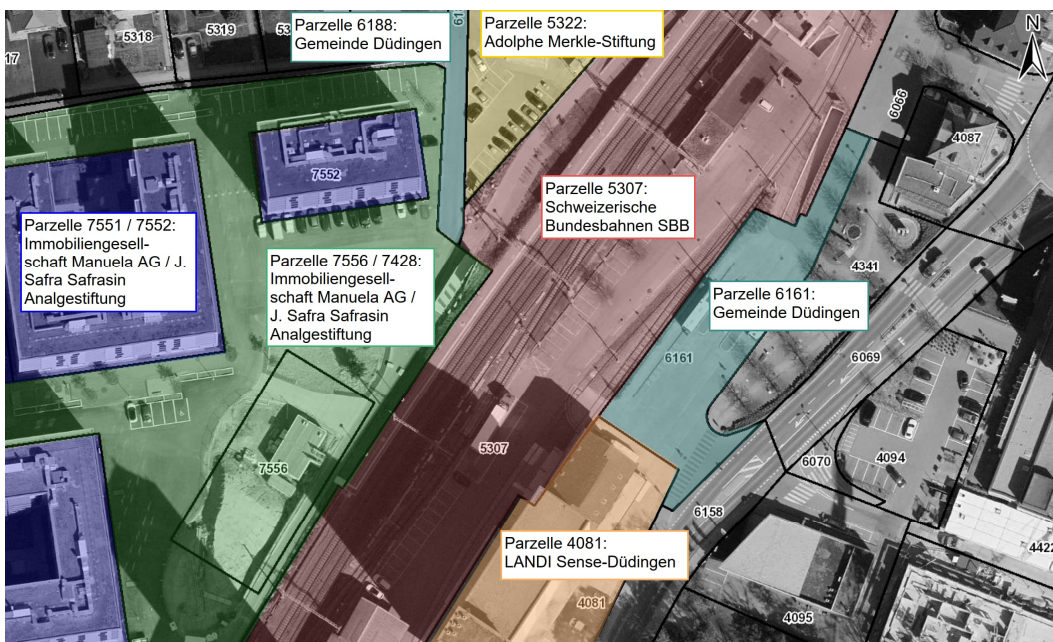 5318
5319
Parzelle 6188:
Gemeinde Düdingen
Parzelle 5322:
Adolphe Merkle-Stiftung
N
6066
4087
7552
Parzelle 5307:
Schweizerische
Bundesbahnen SBB
Parzelle 7551 / 7552:
Immobiliengesell-
schaft Manuela AG / J.
Safra Safrasin
Analgestiftung
Parzelle 7556 / 7428:
Immobiliengesell-
schaft Manuela AG /
J. Safra Safrasin
Analgestiftung
4341
Parzelle 6161:
Gemeinde Düdingen
6161
6069
5307
7556
6070
4094
6158
Parzelle 4081:
LANDI Sense-Düdingen
4422
4081
4095